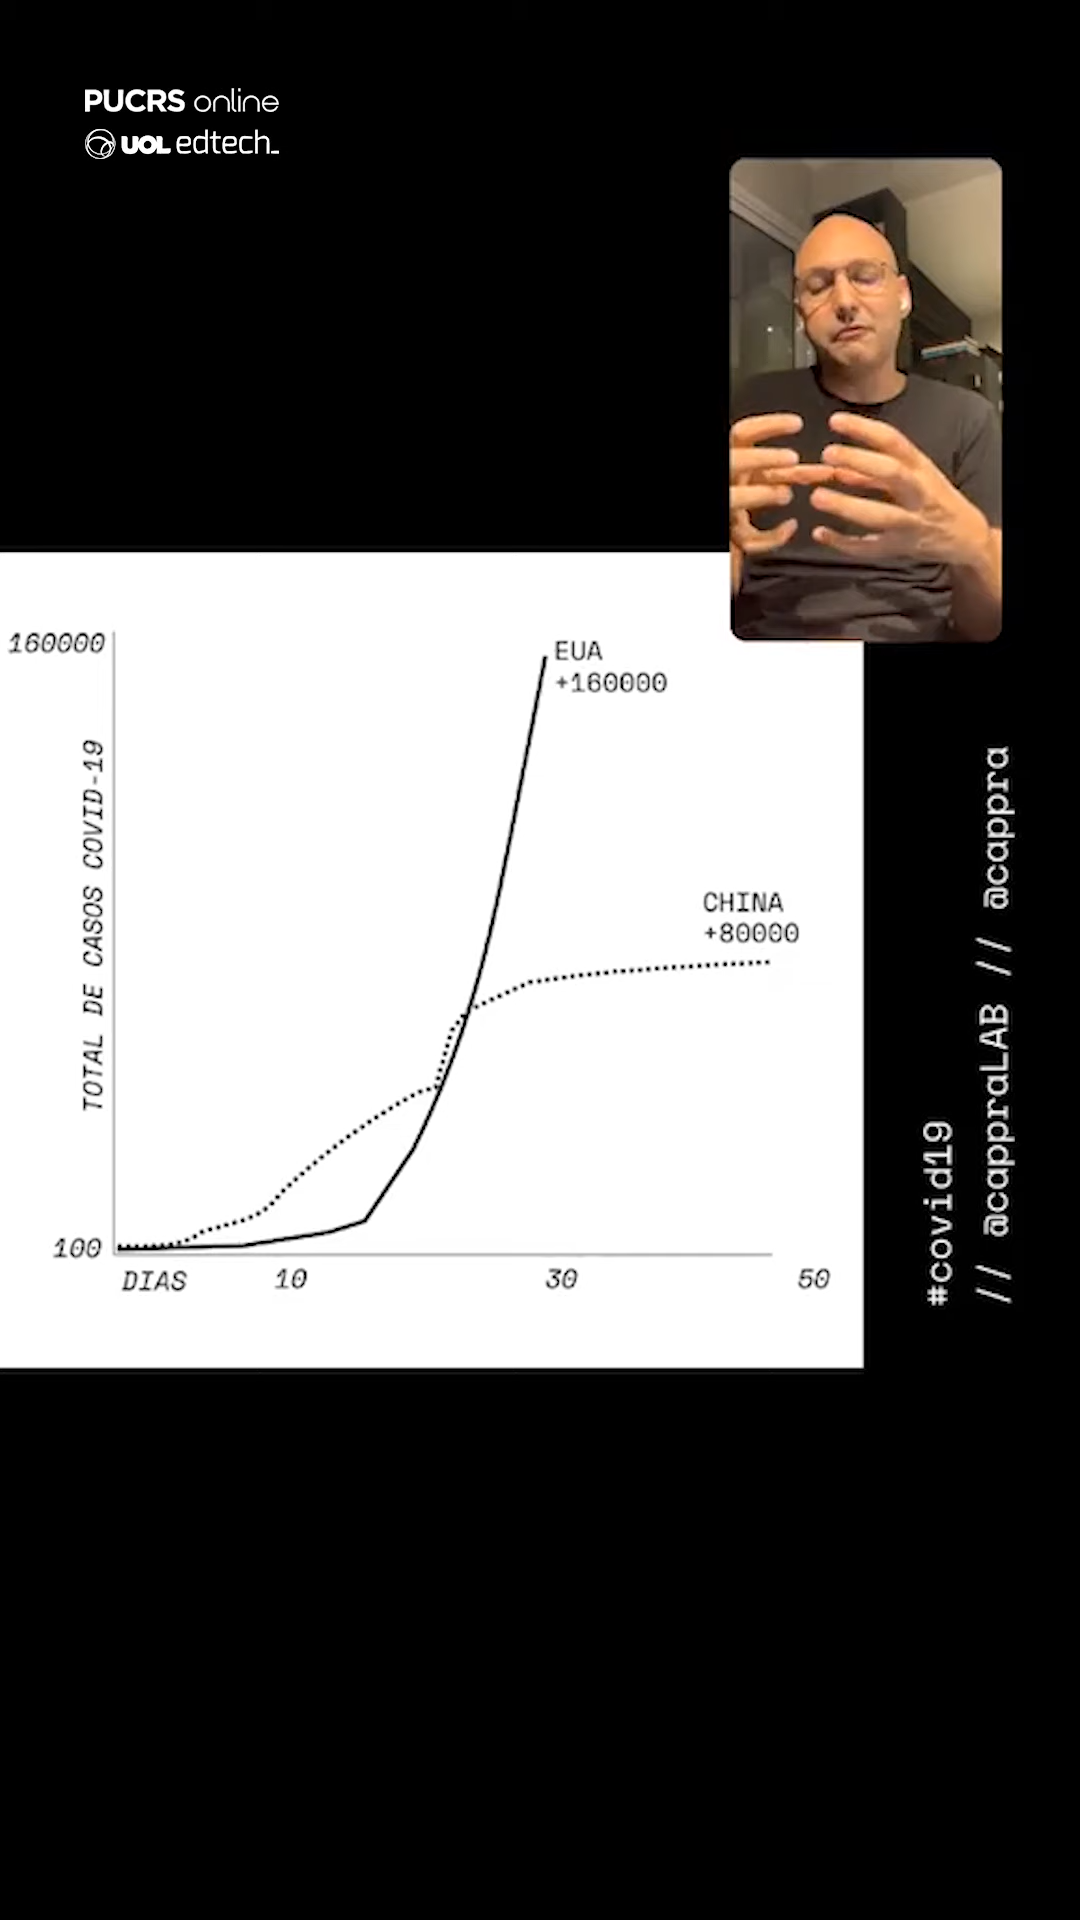 PUCRS online
UOL edtech_
160000
EUA
+160000
TOTAL DE CASOS COVID-19
CHINA
+80000
100
DIAS 10 30 50
#covid19
// @cappraLAB // @cappra